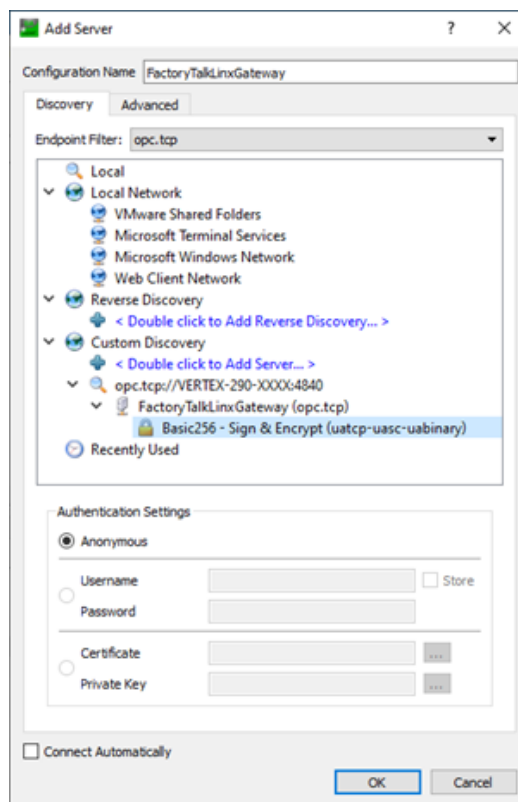 Add Server
Configuration Name FactoryTalkLinxGateway
Discovery Advanced
Endpoint Filter: opc.tcp
Local
Local Network
VMware Shared Folders
Microsoft Terminal Services
Microsoft Windows Network
Web Client Network
Reverse Discovery
< Double click to Add Reverse Discovery... >
Custom Discovery
< Double click to Add Server... >
opc.tcp://VERTEX-290-XXXX:4840
FactoryTalkLinxGateway (opc.tcp)
Basic256 - Sign & Encrypt (uatcp-uasc-uabinary)
Recently Used
Authentication Settings
Anonymous
Username Store
Password
Certificate ...
Private Key ...
Connect Automatically
OK Cancel